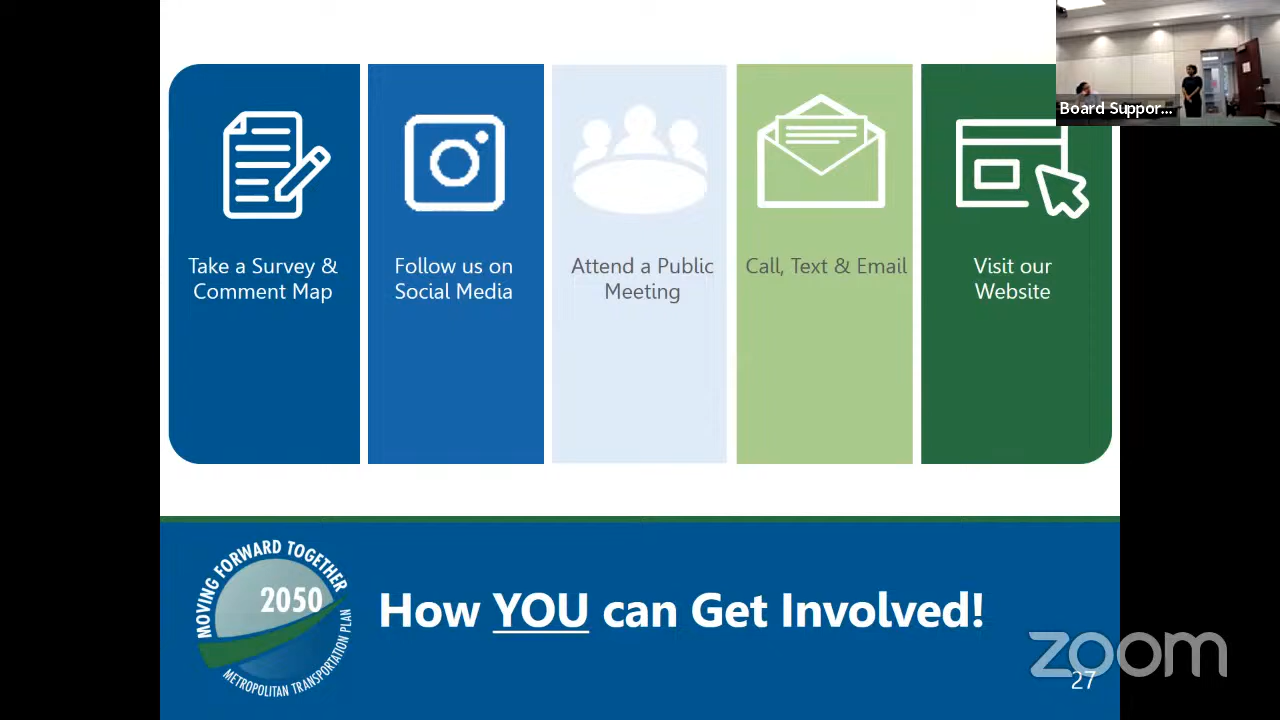 Board Suppor...
Take a Survey &
Comment Map
Follow us on
Social Media
Attend a Public
Meeting
Call, Text & Email
Visit our
Website
MOVING FORWARD TOGETHER
2050
METROPOLITAN TRANSPORTATION PLAN
How YOU can Get Involved!
zoom
27